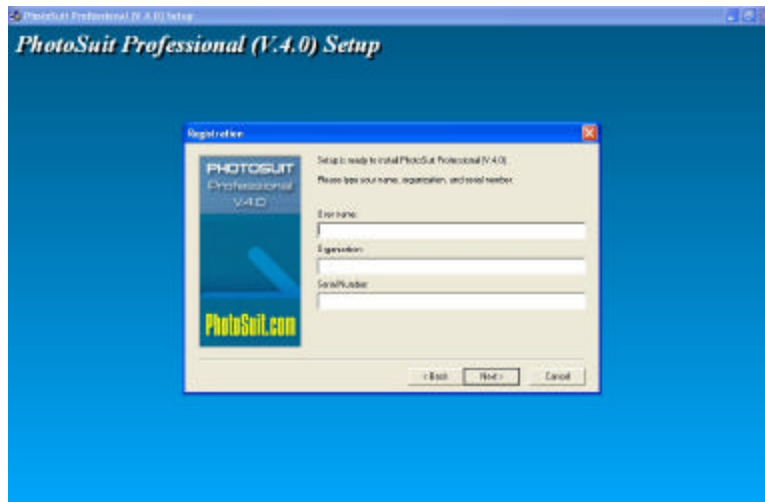 PhotoSuit Professional (V.4.0) Setup
PhotoSuit Professional (V.4.0) Setup
Registration
PHOTOSUIT
Professional
V.4.0
PhotoSuit.com
Setup is ready to install PhotoSuit Professional (V.4.0)
Please type your name, organization, and serial number.
User name:
Organization:
Serial Number:
< Back
Next >
Cancel